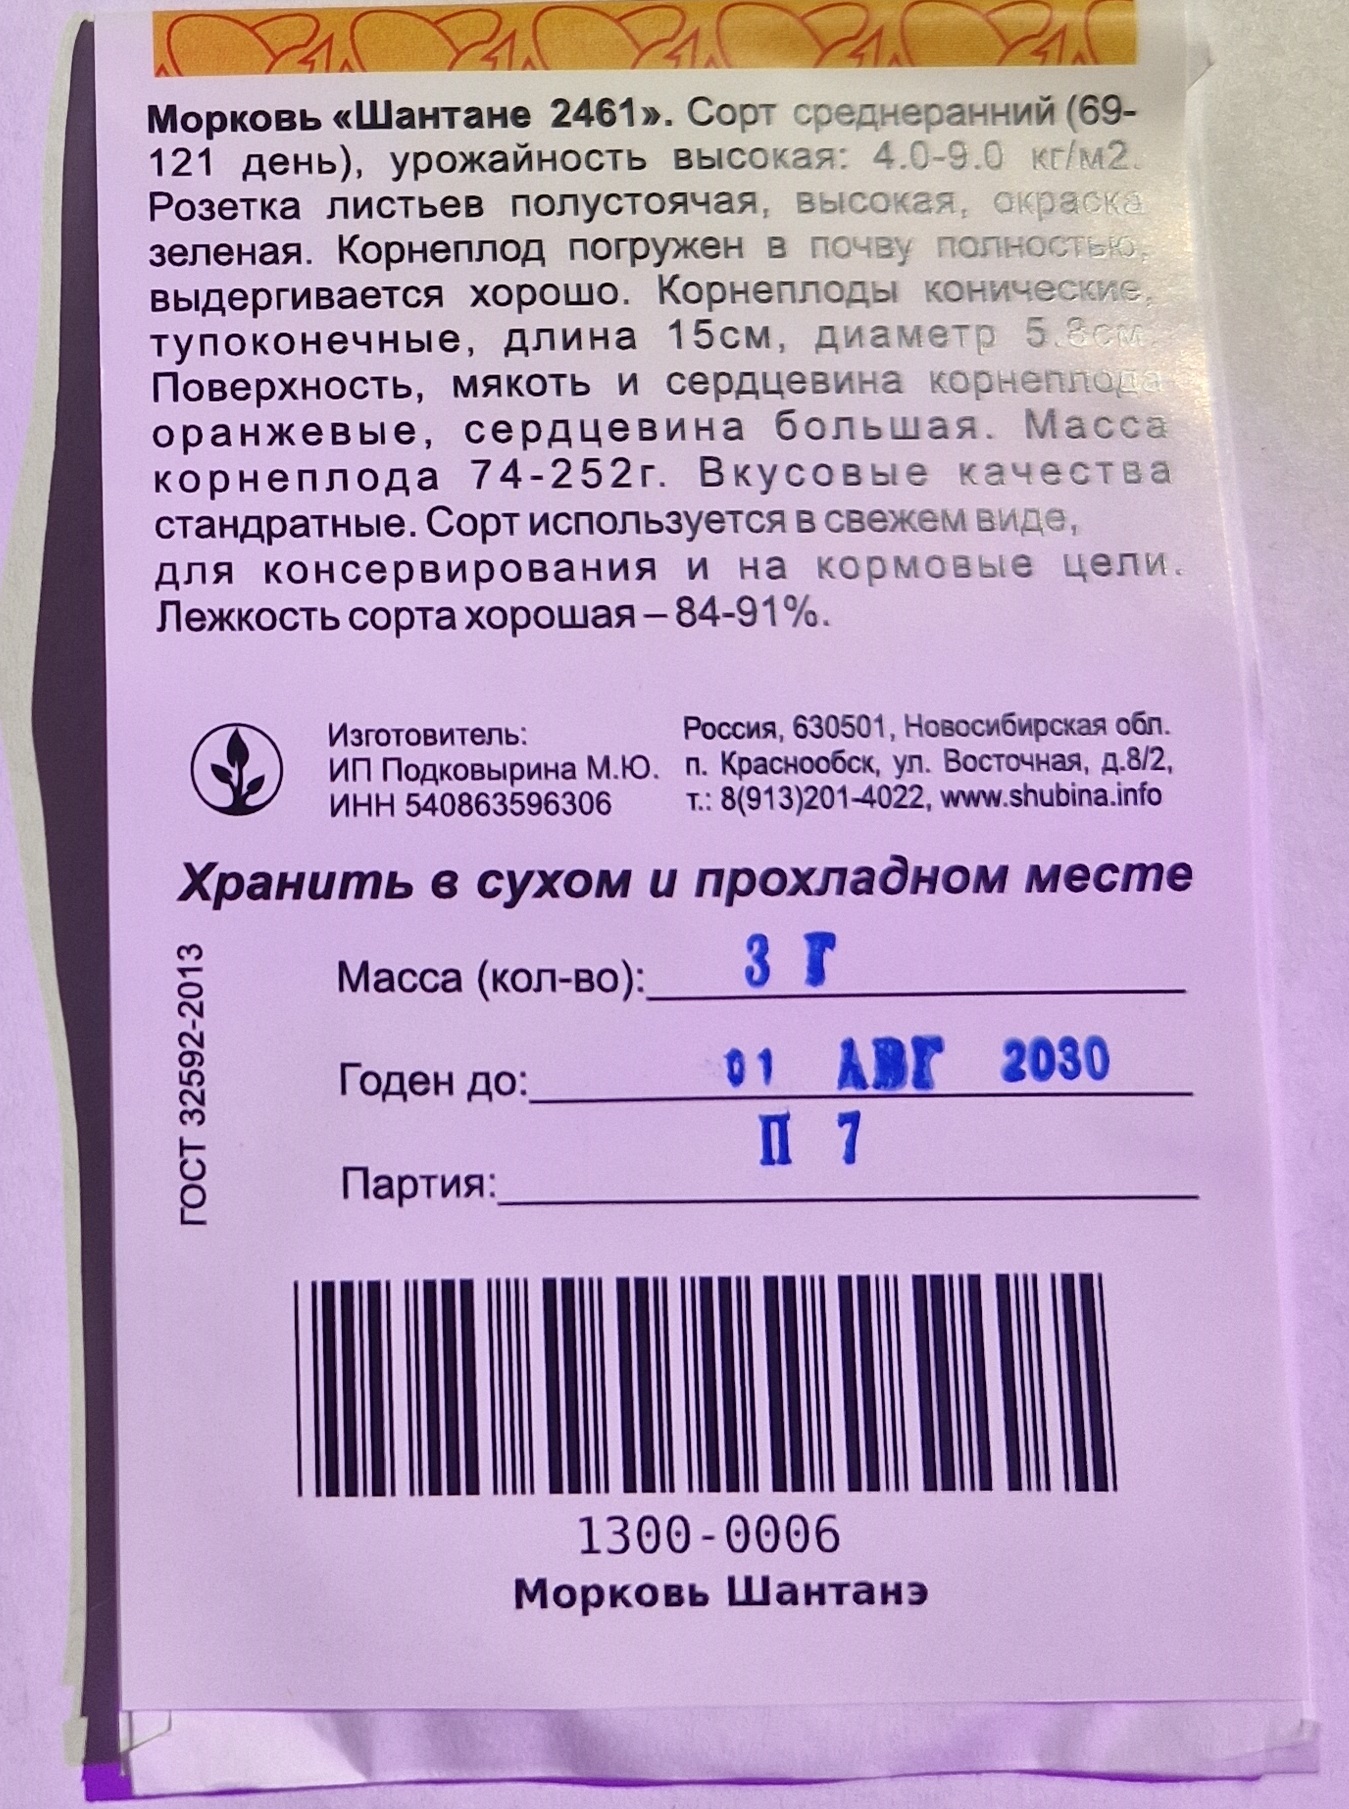 Морковь «Шантане 2461». Сорт среднеранний (69-
121 день), урожайность высокая: 4.0-9.0 кг/м2.
Розетка листьев полустоячая, высокая, окраска
зеленая. Корнеплод погружен в почву полностью,
выдергивается хорошо. Корнеплоды конические,
тупоконечные, длина 15см, диаметр 5.8см.
Поверхность, мякоть и сердцевина корнеплода
оранжевые, сердцевина большая. Масса
корнеплода 74-252г. Вкусовые качества
стандратные. Сорт используется в свежем виде,
для консервирования и на кормовые цели.
Лежкость сорта хорошая – 84-91%.
Изготовитель:
ИП Подковырина М.Ю.
ИНН 540863596306
Россия, 630501, Новосибирская обл.
п. Краснообск, ул. Восточная, д.8/2,
т.: 8(913)201-4022, www.shubina.info
Хранить в сухом и прохладном месте
ГОСТ 32592-2013
Масса (кол-во): 3 Г
Годен до: 01 АВГ 2030
Партия: П 7
1300-0006
Морковь Шантанэ